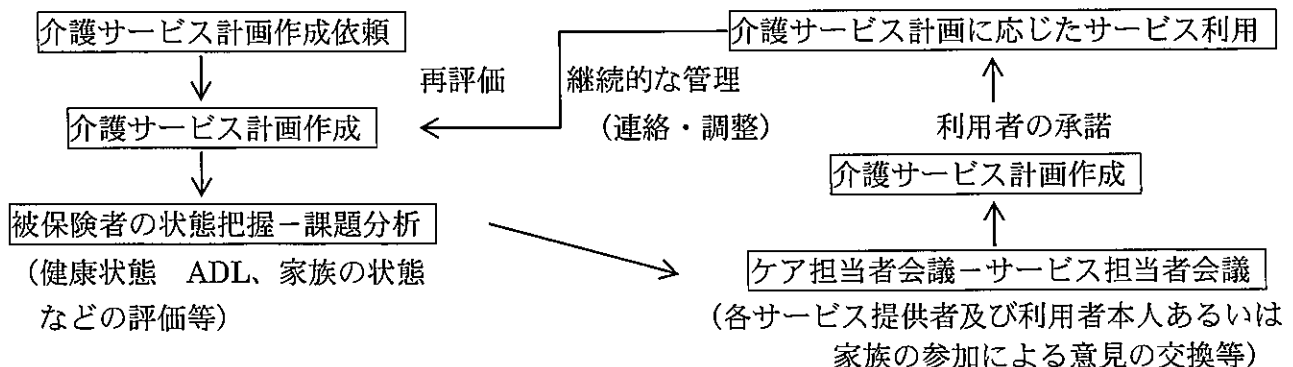 介護サービス計画作成依頼
介護サービス計画作成
被保険者の状態把握－課題分析
（健康状態　ADL、家族の状態
などの評価等）
再評価
継続的な管理
（連絡・調整）
介護サービス計画に応じたサービス利用
利用者の承諾
介護サービス計画作成
ケア担当者会議－サービス担当者会議
（各サービス提供者及び利用者本人あるいは
家族の参加による意見の交換等）